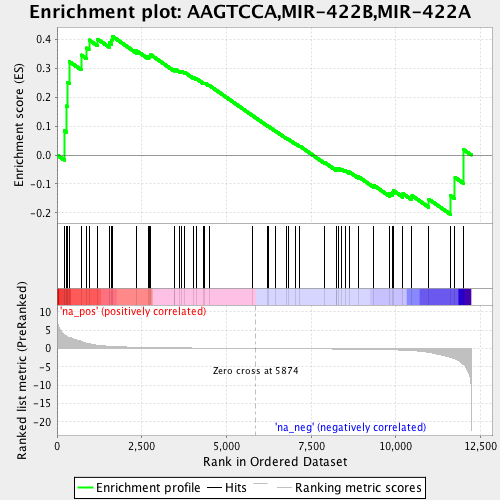 Enrichment plot: AAGTCCA,MIR-422B,MIR-422A
Enrichment score (ES)
0.4
0.3
0.2
0.1
0.0
-0.1
-0.2
'na_pos' (positively correlated)
Ranked list metric (PreRanked)
10
5
0
-5
-10
-15
-20
Zero cross at 5874
'na_neg' (negatively correlated)
0
2,500
5,000
7,500
10,000
12,500
Rank in Ordered Dataset
Enrichment profile
Hits
Ranking metric scores